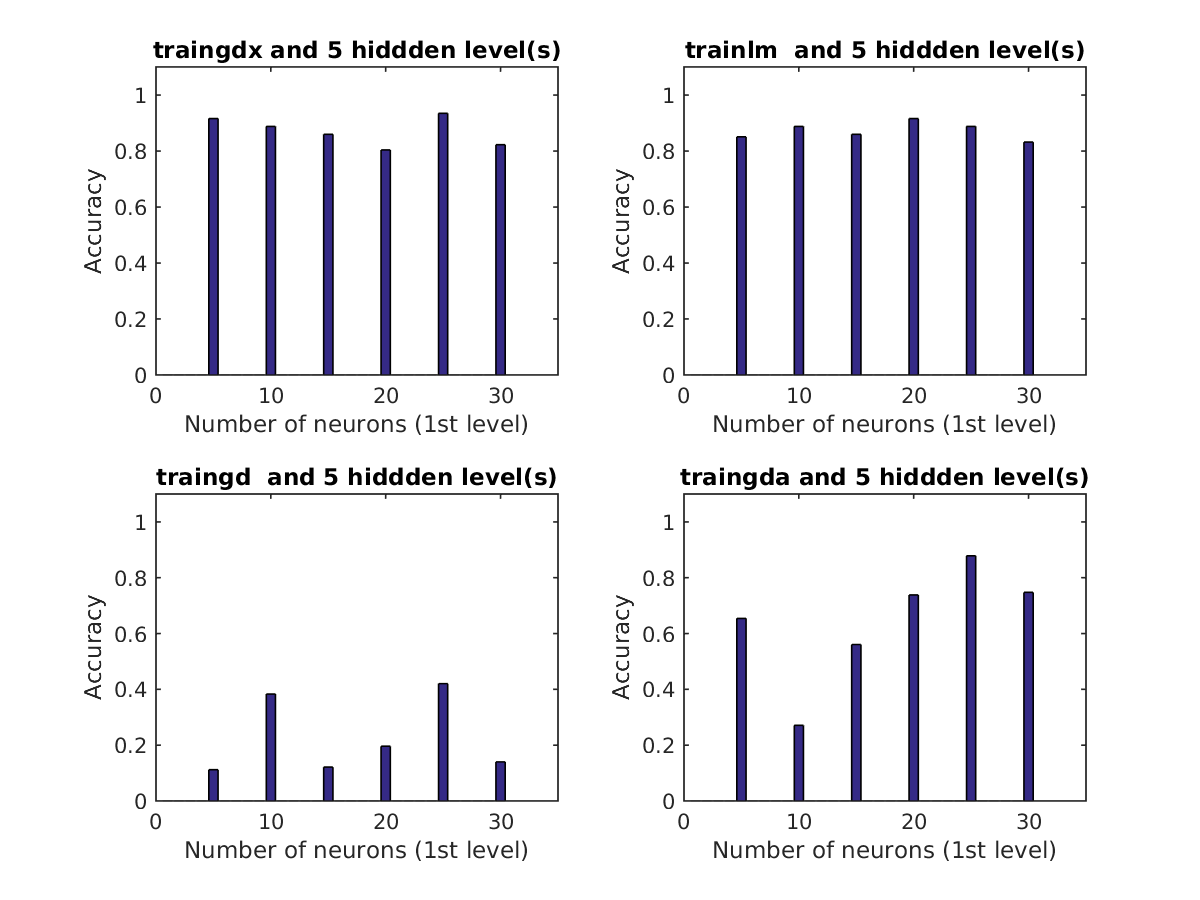 traingdx and 5 hiddden level(s)
1
0.8
0.6
0.4
0.2
0
Accuracy
0 10 20 30
Number of neurons (1st level)
trainlm  and 5 hiddden level(s)
1
0.8
0.6
0.4
0.2
0
Accuracy
0 10 20 30
Number of neurons (1st level)
traingd  and 5 hiddden level(s)
1
0.8
0.6
0.4
0.2
0
Accuracy
0 10 20 30
Number of neurons (1st level)
traingda and 5 hiddden level(s)
1
0.8
0.6
0.4
0.2
0
Accuracy
0 10 20 30
Number of neurons (1st level)